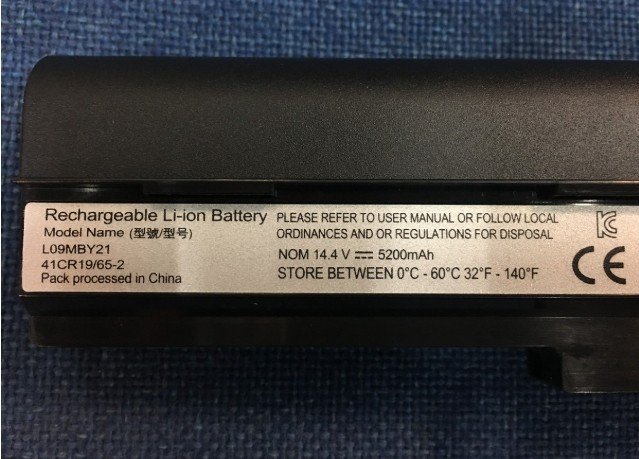 Rechargeable Li-ion Battery
Model Name (型號/型号)
L09MBY21
41CR19/65-2
Pack processed in China
PLEASE REFER TO USER MANUAL OR FOLLOW LOCAL
ORDINANCES AND OR REGULATIONS FOR DISPOSAL
NOM 14.4 V 5200mAh
STORE BETWEEN 0°C - 60°C 32°F - 140°F
CE